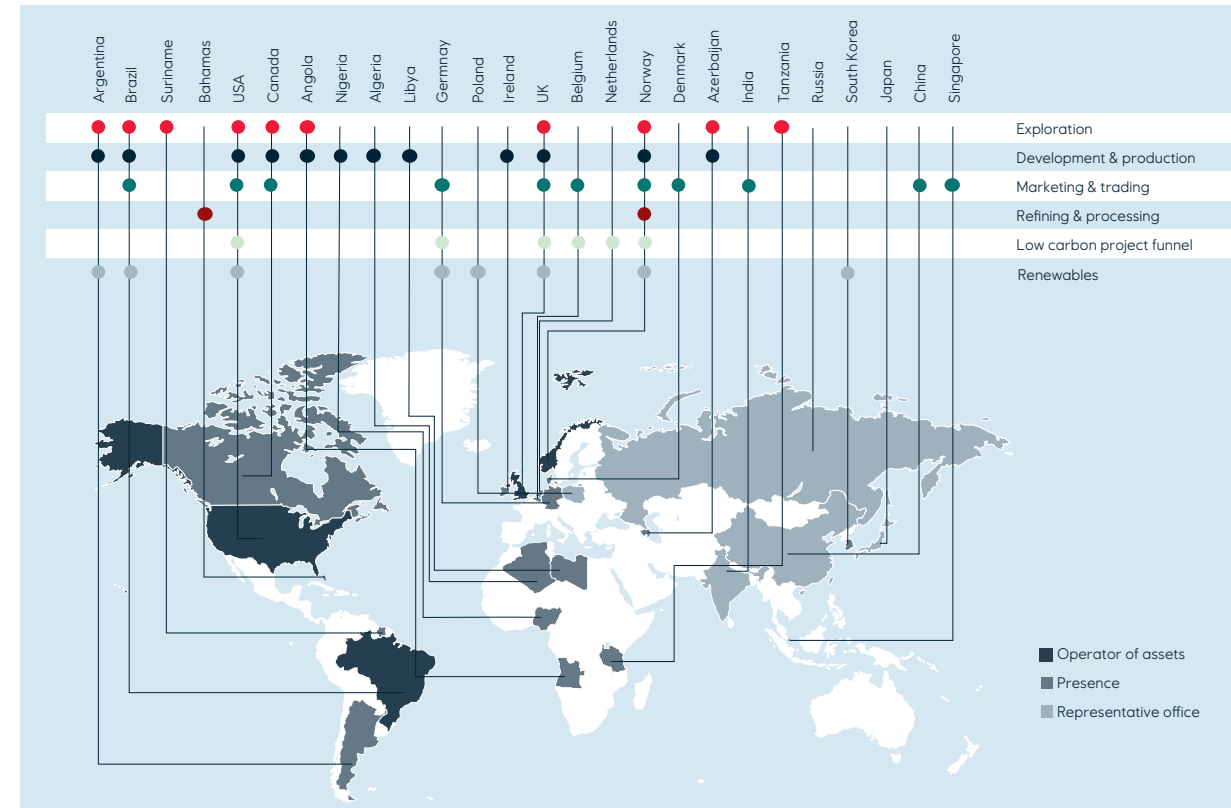 Argentina
Brazil
Suriname
Bahamas
USA
Canada
Angola
Nigeria
Algeria
Libya
Germnay
Poland
Ireland
UK
Belgium
Netherlands
Norway
Denmark
Azerbaijan
India
Tanzania
Russia
South Korea
Japan
China
Singapore
Exploration
Development & production
Marketing & trading
Refining & processing
Low carbon project funnel
Renewables
Operator of assets
Presence
Representative office